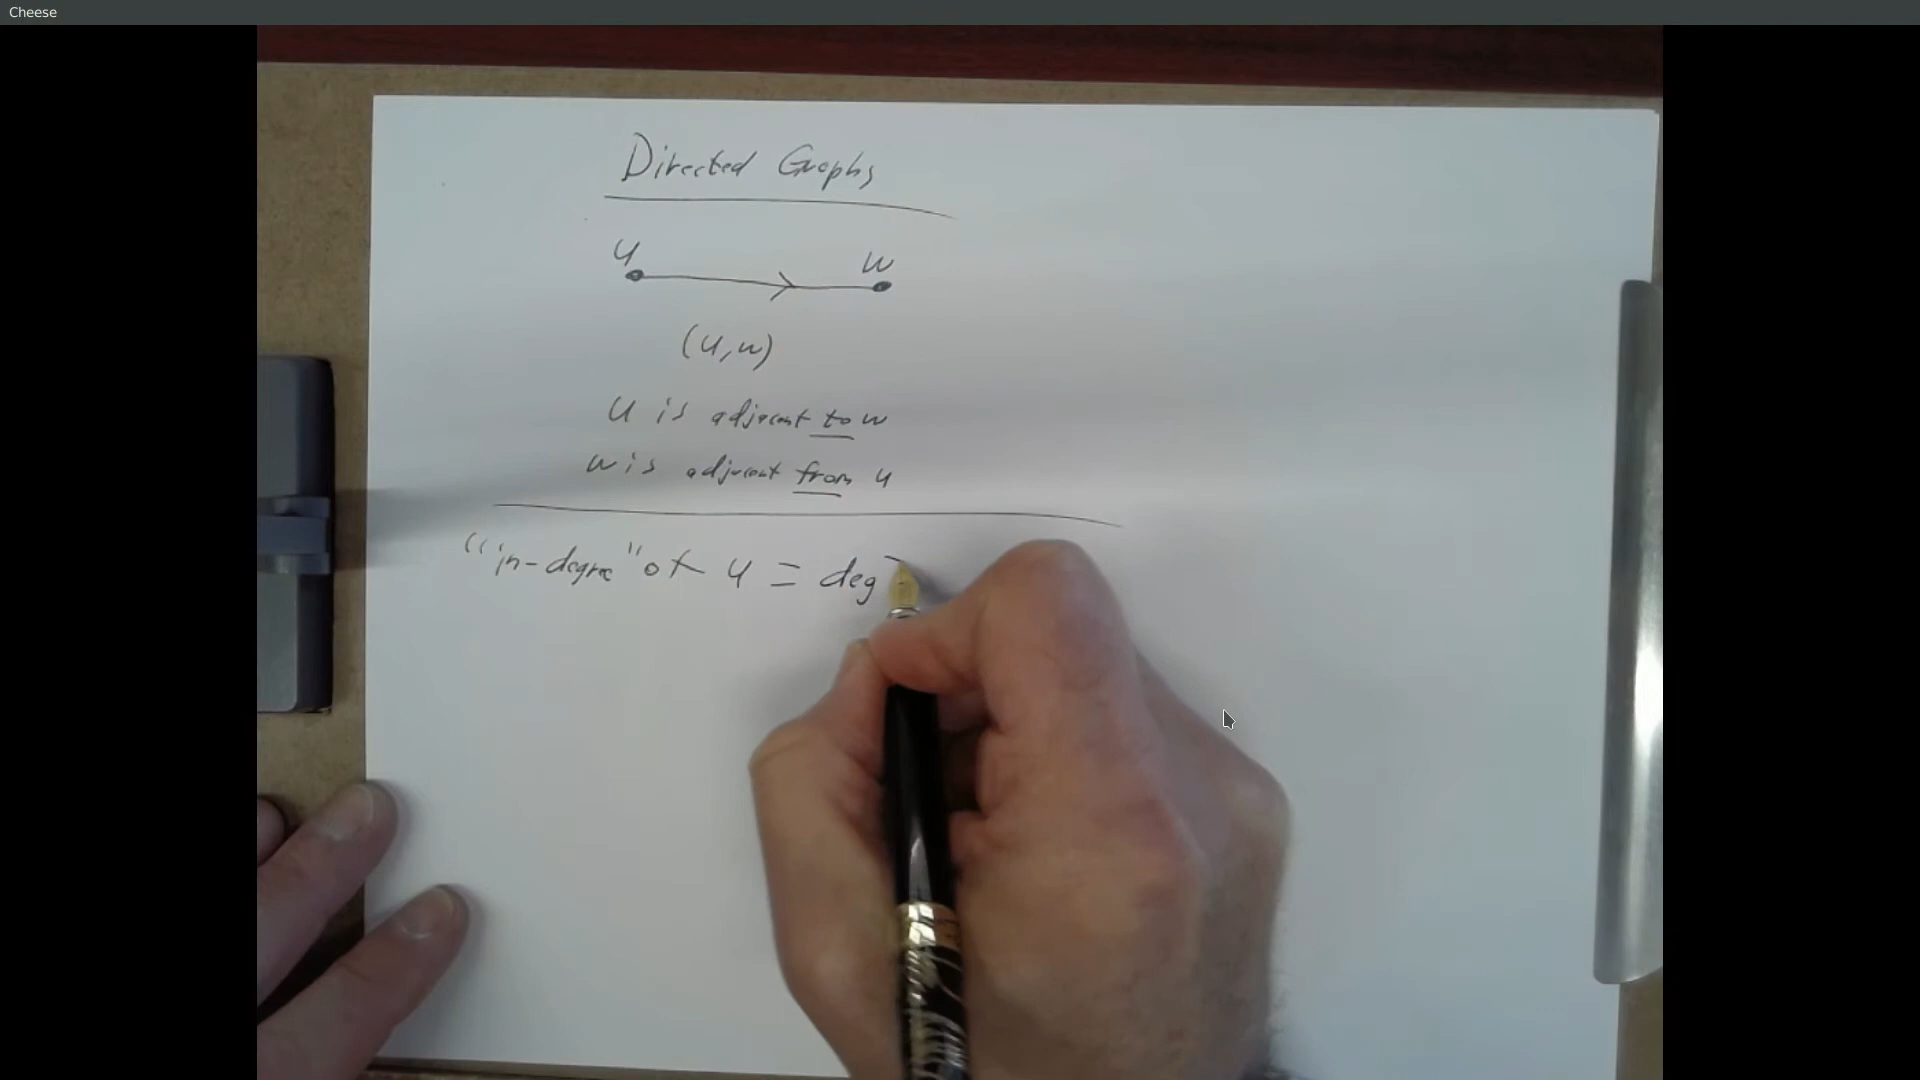 Cheese
Directed Graphs
u w
(u,w)
u is adjacent to w
w is adjacent from u
"in-degree" of u = deg⁻